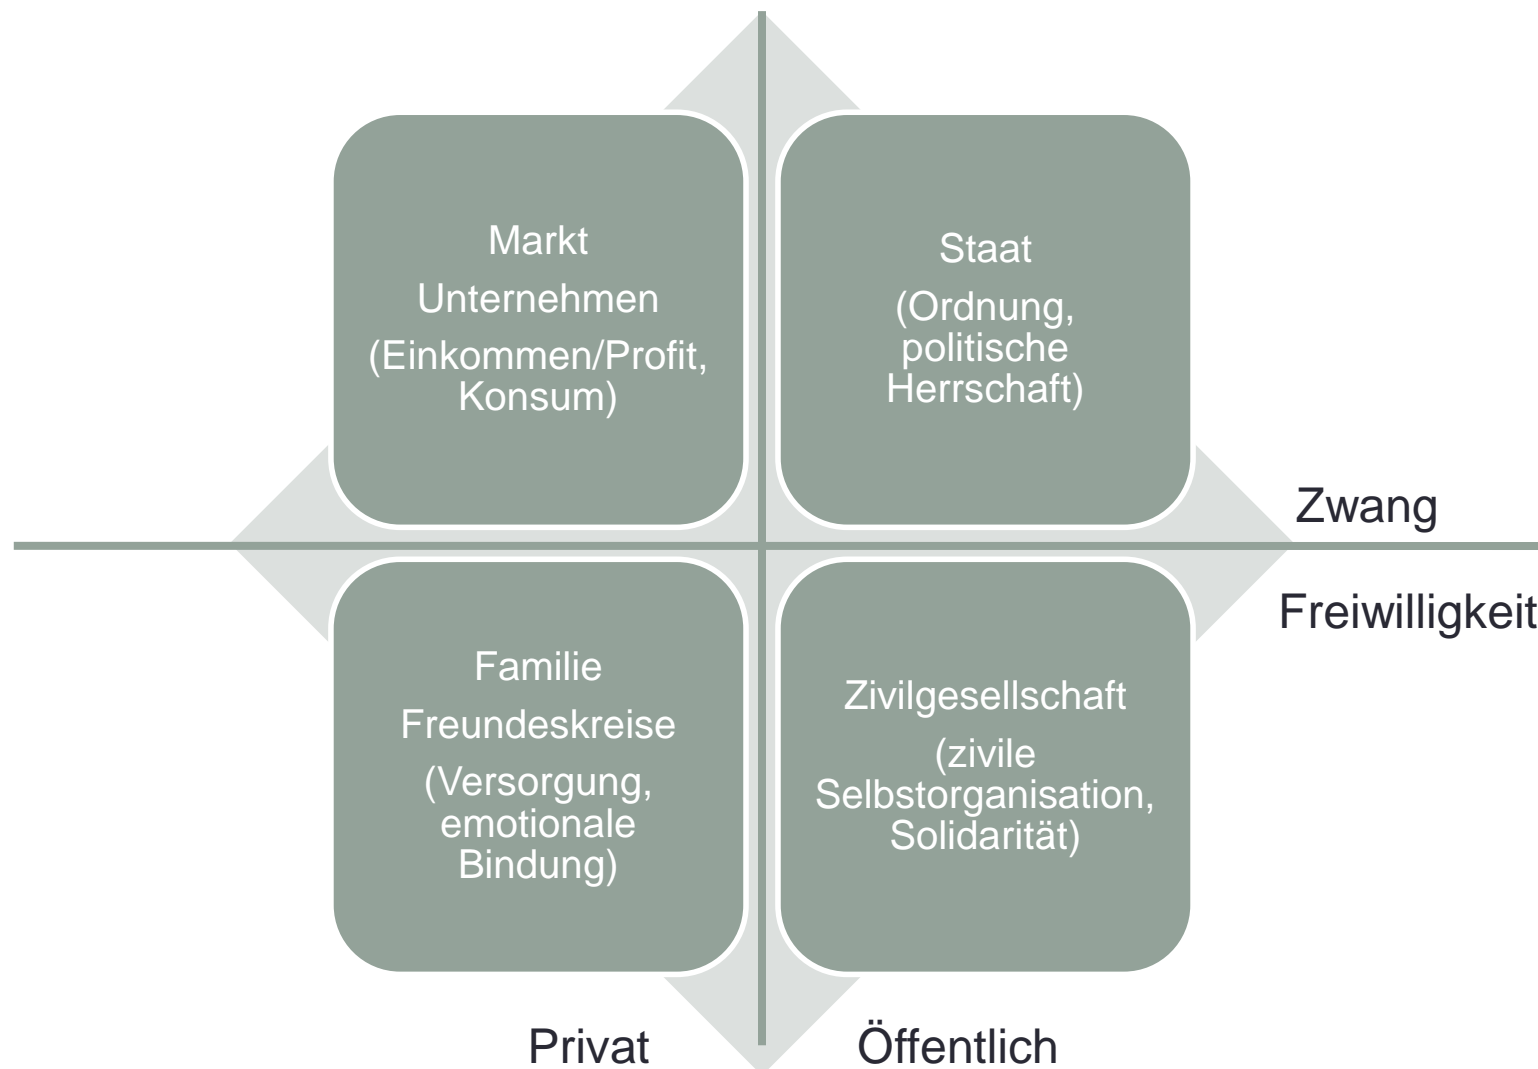 Markt
Unternehmen
(Einkommen/Profit,
Konsum)
Staat
(Ordnung,
politische
Herrschaft)
Zwang
Freiwilligkeit
Familie
Freundeskreise
(Versorgung,
emotionale
Bindung)
Zivilgesellschaft
(zivile
Selbstorganisation,
Solidarität)
Privat
Öffentlich